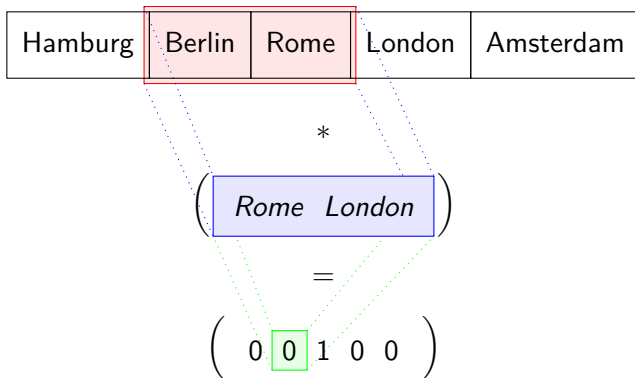 Hamburg Berlin Rome London Amsterdam
*
( Rome London )
=
( 0 0 1 0 0 )